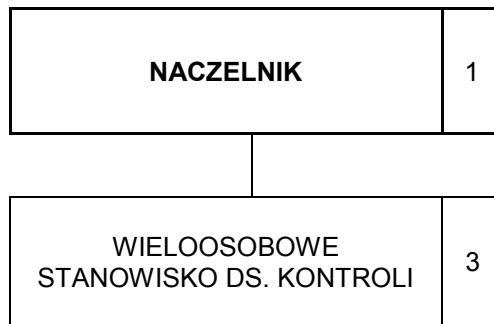 NACZELNIK
1
WIELOOSOBOWE
STANOWISKO DS. KONTROLI
3